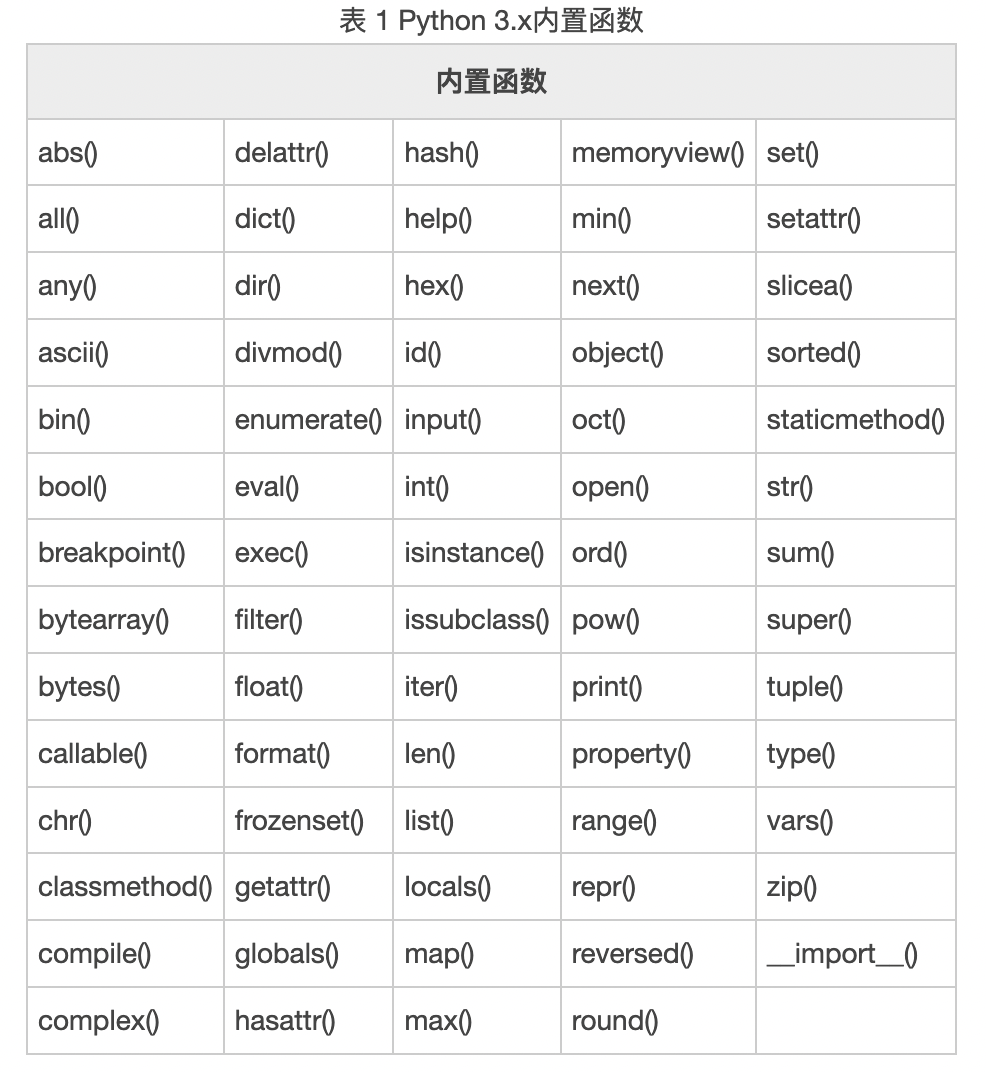 表 1 Python 3.x内置函数
内置函数
abs() delattr() hash() memoryview() set()
all() dict() help() min() setattr()
any() dir() hex() next() slicea()
ascii() divmod() id() object() sorted()
bin() enumerate() input() oct() staticmethod()
bool() eval() int() open() str()
breakpoint() exec() isinstance() ord() sum()
bytearray() filter() issubclass() pow() super()
bytes() float() iter() print() tuple()
callable() format() len() property() type()
chr() frozenset() list() range() vars()
classmethod() getattr() locals() repr() zip()
compile() globals() map() reversed() __import__()
complex() hasattr() max() round()